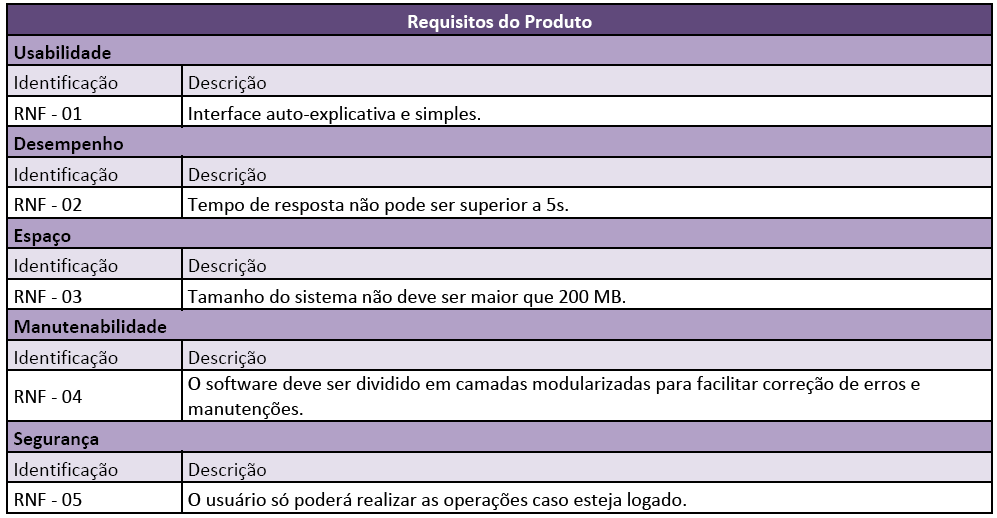 Requisitos do Produto
Usabilidade
Identificação Descrição
RNF - 01 Interface auto-explicativa e simples.
Desempenho
Identificação Descrição
RNF - 02 Tempo de resposta não pode ser superior a 5s.
Espaço
Identificação Descrição
RNF - 03 Tamanho do sistema não deve ser maior que 200 MB.
Manutenabilidade
Identificação Descrição
RNF - 04 O software deve ser dividido em camadas modularizadas para facilitar correção de erros e
manutenções.
Segurança
Identificação Descrição
RNF - 05 O usuário só poderá realizar as operações caso esteja logado.